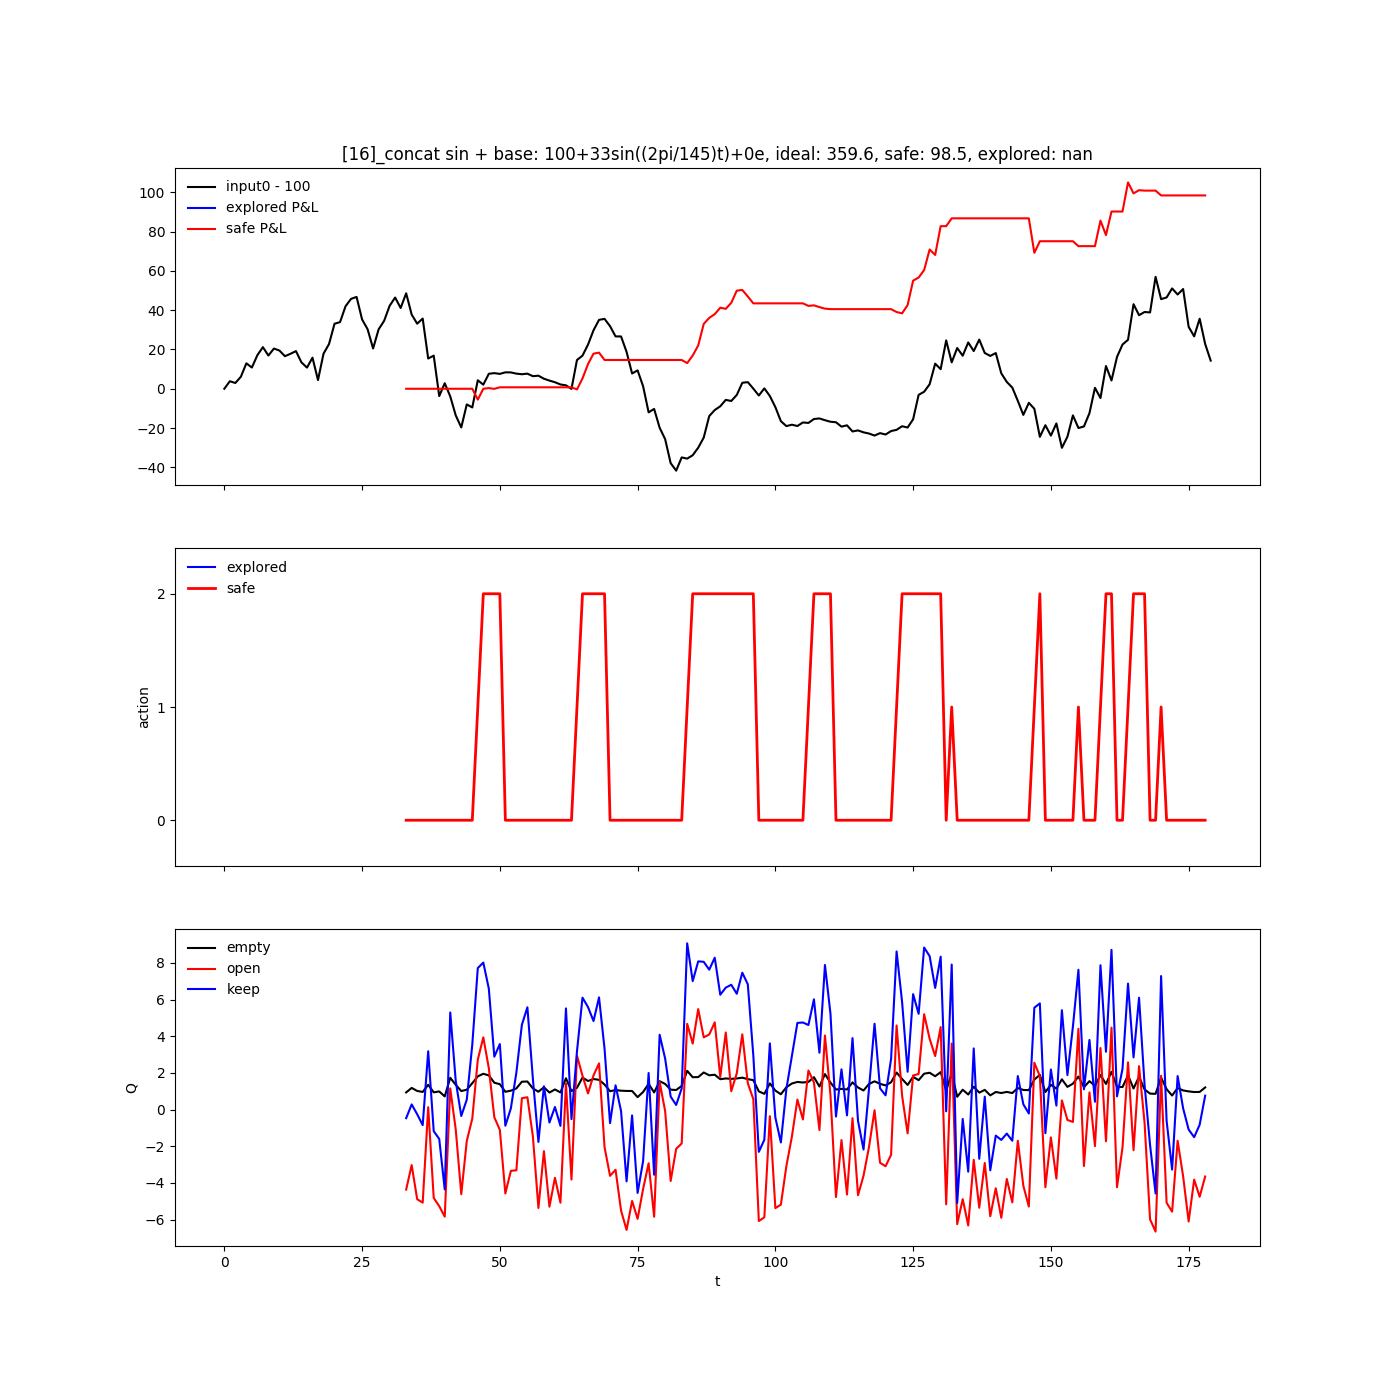 [16]_concat sin + base: 100+33sin((2pi/145)t)+0e, ideal: 359.6, safe: 98.5, explored: nan
input0 - 100
explored P&L
safe P&L
100
80
60
40
20
0
−20
−40
explored
safe
2
1
0
action
empty
open
keep
8
6
4
2
0
−2
−4
−6
Q
0 25 50 75 100 125 150 175
t